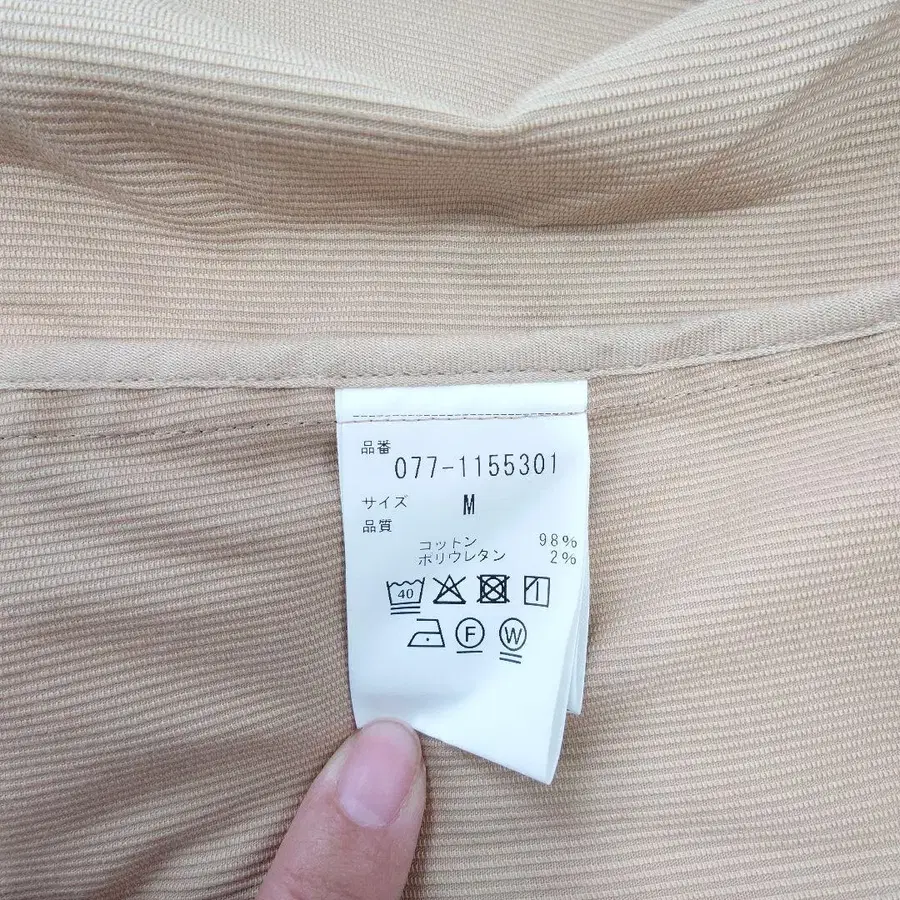 品番
077-1155301
サイズ M
品質
コットン 98%
ポリウレタン 2%
40
F W